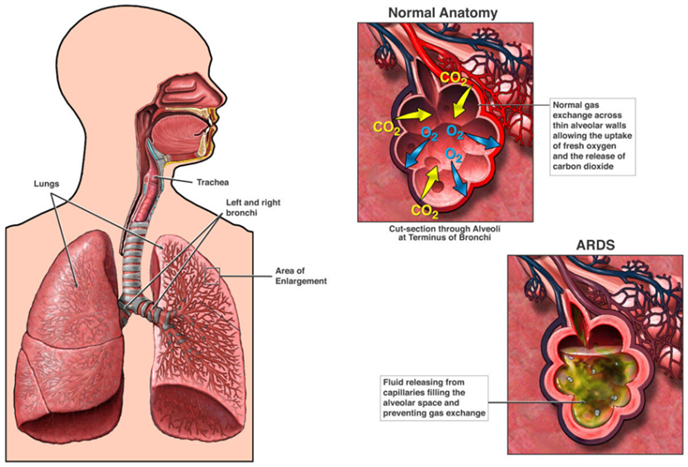 Normal Anatomy
CO2
CO2
O2
O2
O2
CO2
Normal gas
exchange across
thin alveolar walls
allowing the uptake
of fresh oxygen
and the release of
carbon dioxide
Cut-section through Alveoli
at Terminus of Bronchi
Lungs
Trachea
Left and right
bronchi
Area of
Enlargement
ARDS
Fluid releasing from
capillaries filling the
alveolar space and
preventing gas exchange